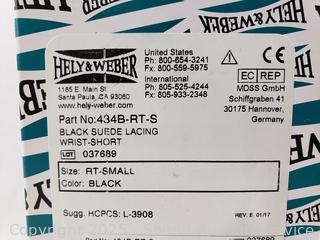 HELY & WEBER
1185 E. Main St
Santa Paula, CA 93060
www.hely-weber.com
United States
Ph: 800-654-3241
Fx: 800-559-5975
International
Ph: 805-525-4244
Fx: 805-933-2348
EC REP
MDSS GmbH
Schiffgraben 41
30175 Hannover,
Germany
Part No: 434B-RT-S
BLACK SUEDE LACING
WRIST-SHORT
LOT 037689
Size: RT-SMALL
Color: BLACK
Sugg. HCPCS: L-3908
REV. E 01/17
037689